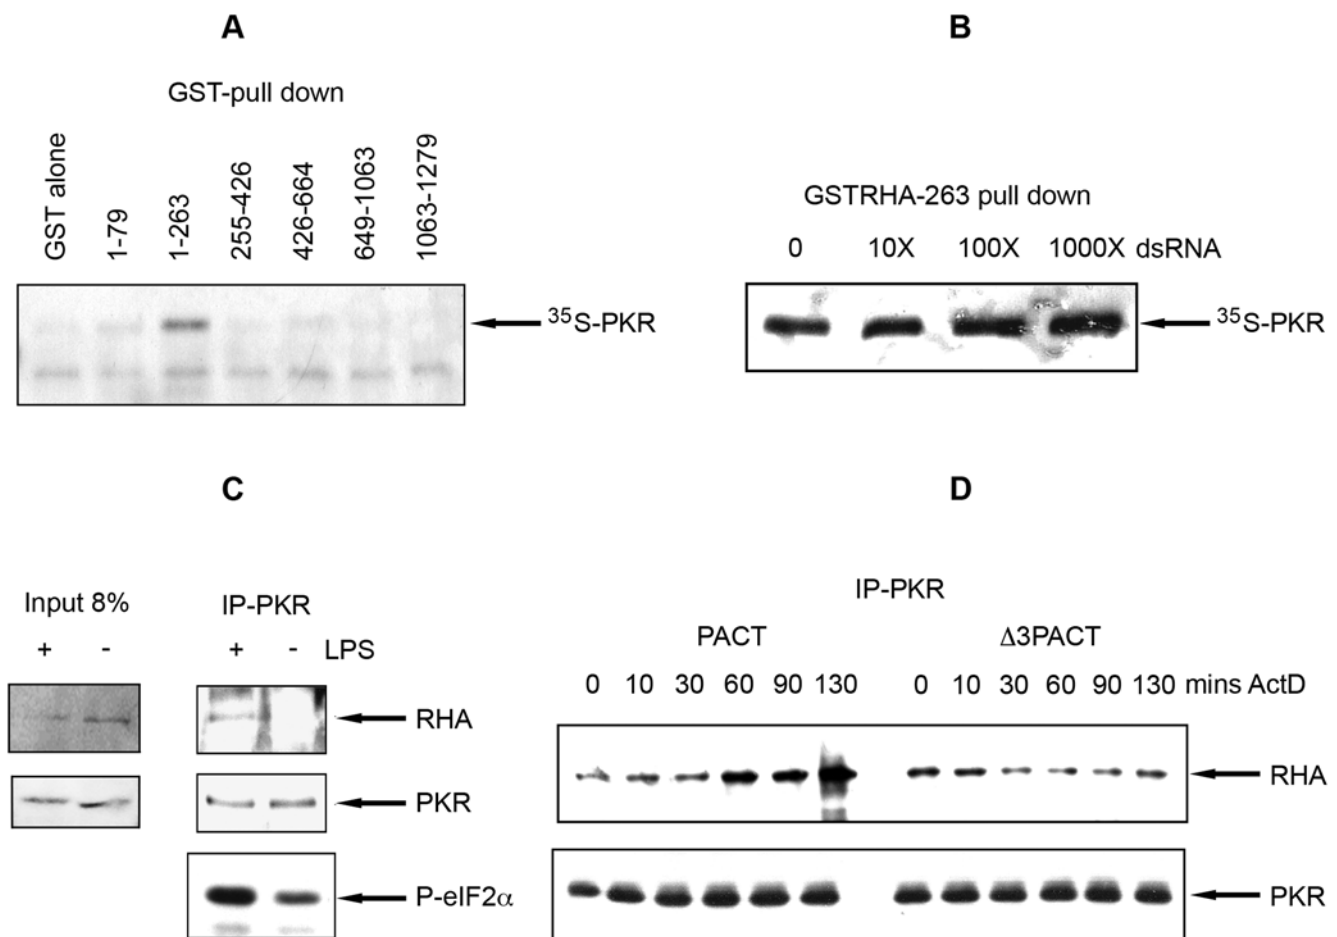 A
GST-pull down
GST alone
1-79
1-263
255-426
426-664
649-1063
1063-1279
³⁵S-PKR
B
GSTRHA-263 pull down
0 10X 100X 1000X dsRNA
³⁵S-PKR
C
Input 8% IP-PKR
+ - + - LPS
RHA
PKR
P-eIF2α
D
IP-PKR
PACT Δ3PACT
0 10 30 60 90 130 0 10 30 60 90 130 mins ActD
RHA
PKR